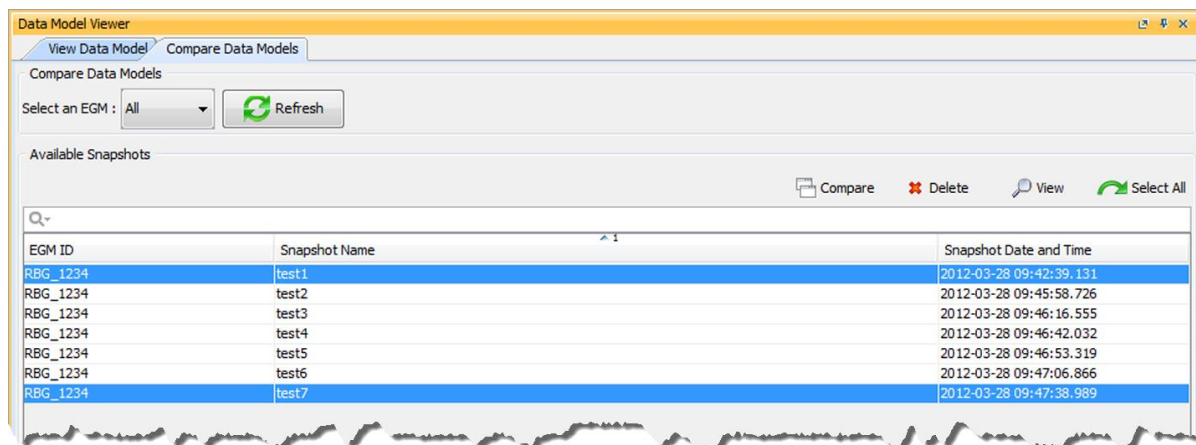 Data Model Viewer
View Data Model Compare Data Models
Compare Data Models
Select an EGM : All Refresh
Available Snapshots
Compare Delete View Select All
EGM ID Snapshot Name 1 Snapshot Date and Time
RBG_1234 test1 2012-03-28 09:42:39.131
RBG_1234 test2 2012-03-28 09:45:58.726
RBG_1234 test3 2012-03-28 09:46:16.555
RBG_1234 test4 2012-03-28 09:46:42.032
RBG_1234 test5 2012-03-28 09:46:53.319
RBG_1234 test6 2012-03-28 09:47:06.866
RBG_1234 test7 2012-03-28 09:47:38.989